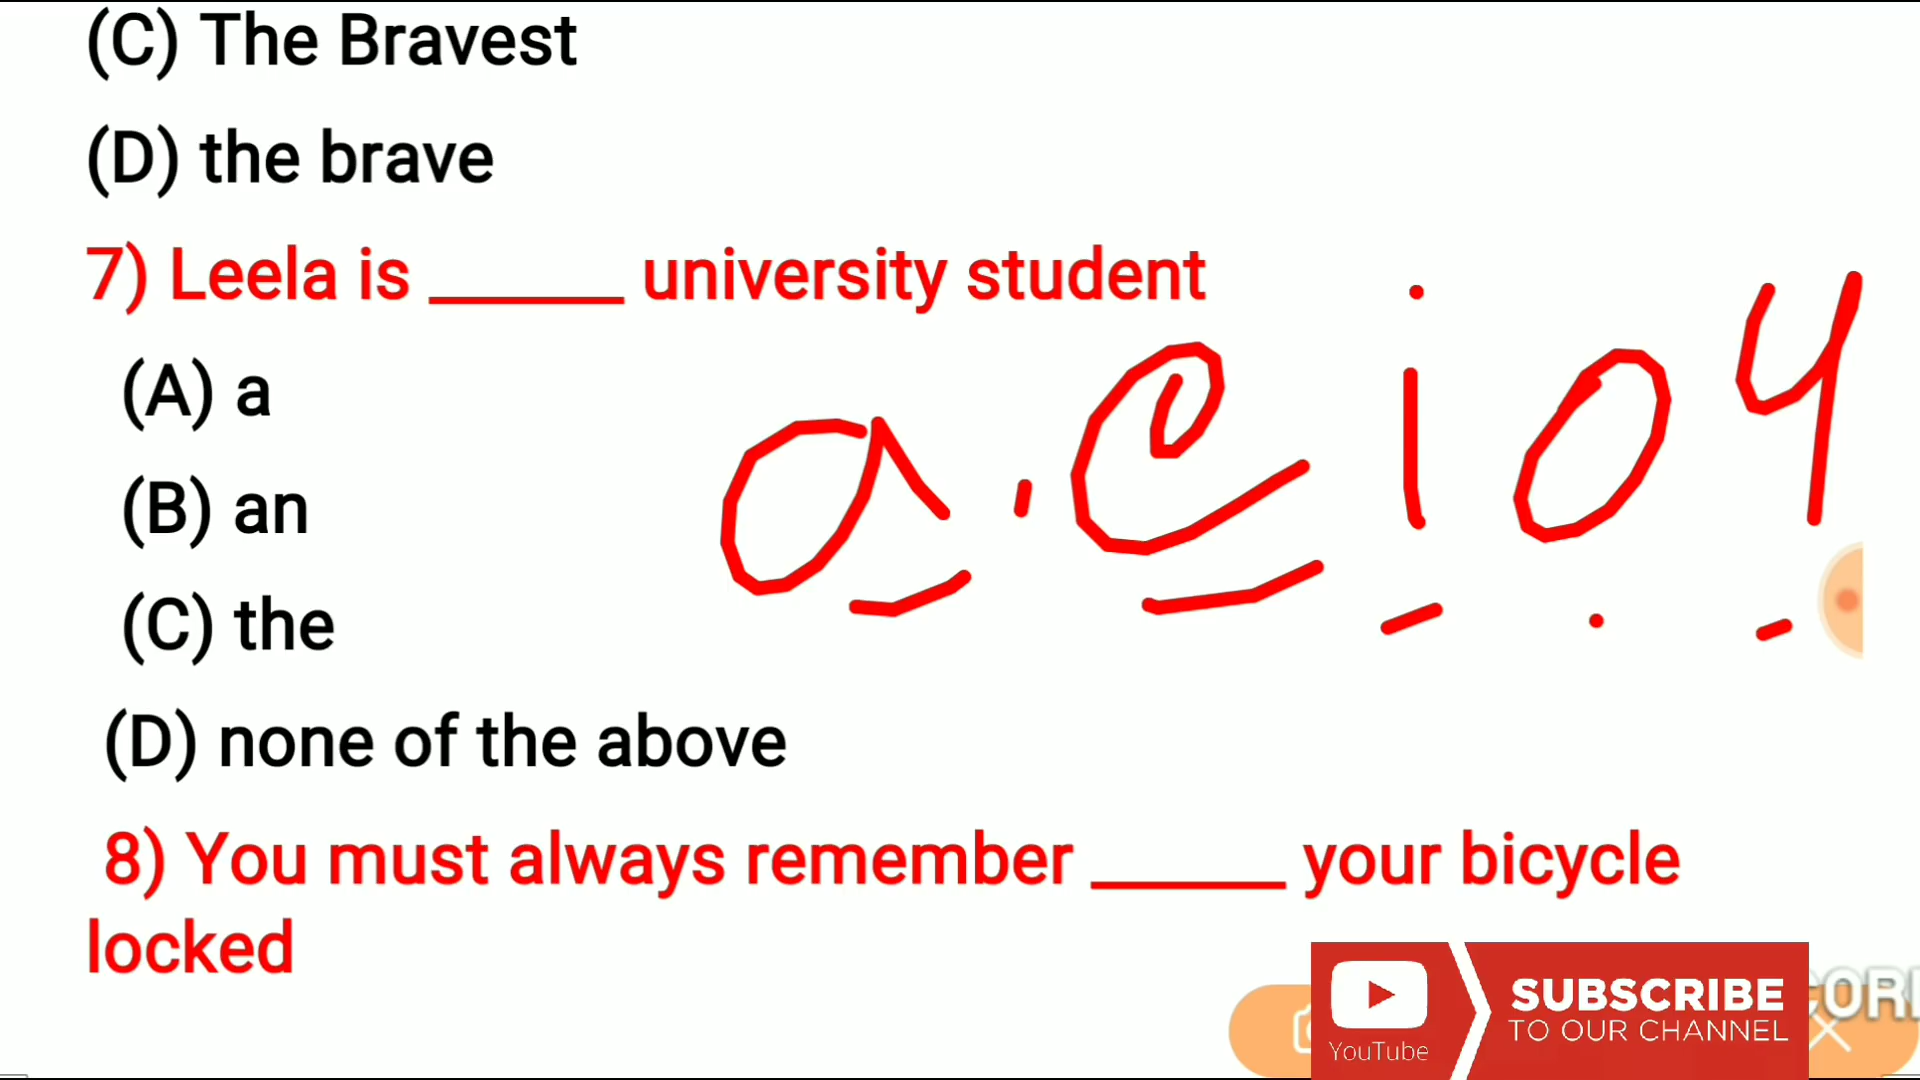 (C) The Bravest
(D) the brave
7) Leela is ______ university student
(A) a
(B) an
(C) the
a. e i o u
(D) none of the above
8) You must always remember ______ your bicycle
locked
YouTube
SUBSCRIBE
TO OUR CHANNEL